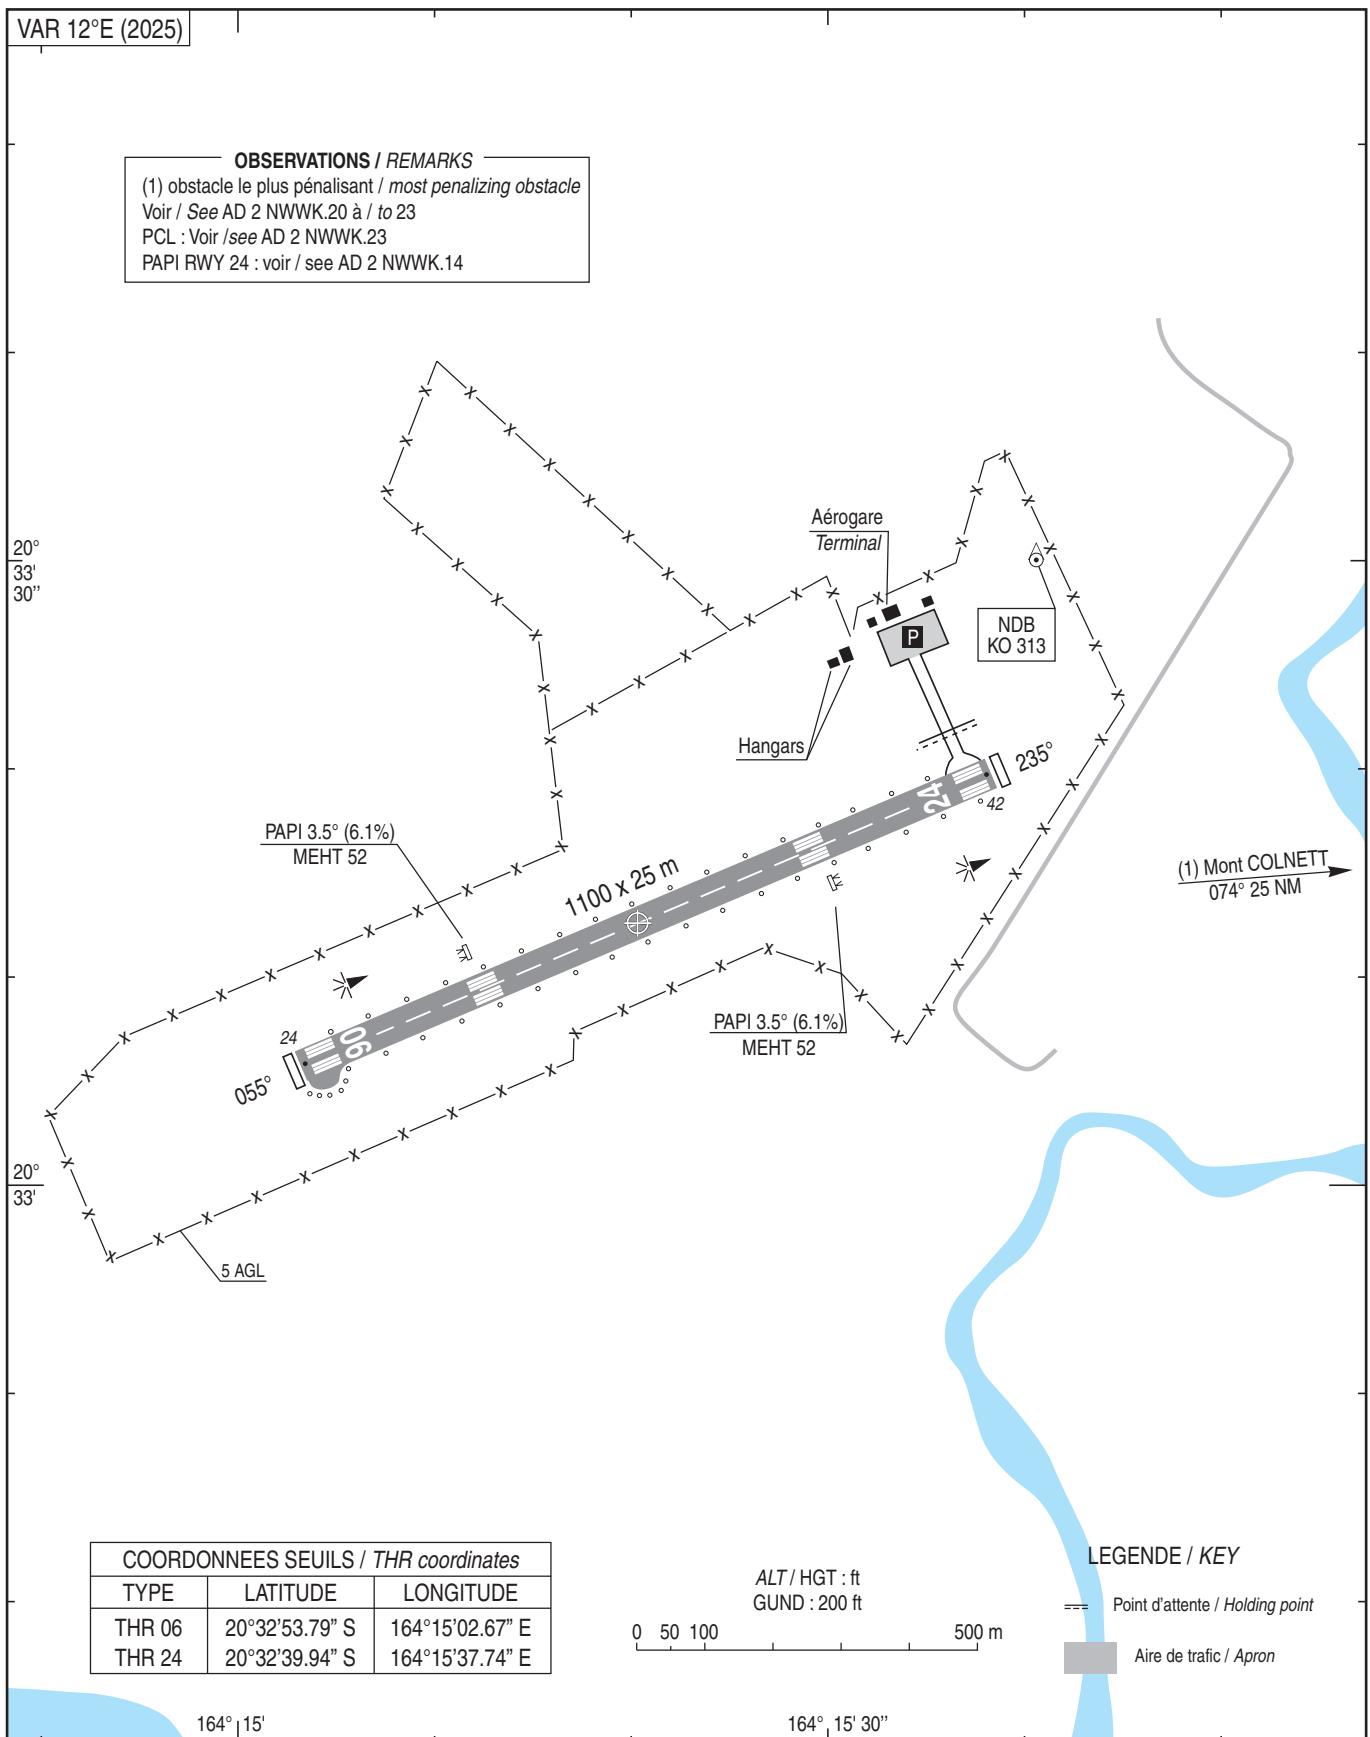 VAR 12°E (2025)
OBSERVATIONS / REMARKS
(1) obstacle le plus pénalisant / most penalizing obstacle
Voir / See AD 2 NWWK.20 à / to 23
PCL : Voir /see AD 2 NWWK.23
PAPI RWY 24 : voir / see AD 2 NWWK.14
Aérogare
Terminal
20°
33'
30”
P
NDB
KO 313
Hangars
235°
24
42
PAPI 3.5° (6.1%)
MEHT 52
1100 x 25 m
(1) Mont COLNETT
074° 25 NM
PAPI 3.5° (6.1%)
MEHT 52
24
06
055°
20°
33'
5 AGL
COORDONNEES SEUILS / THR coordinates
TYPE LATITUDE LONGITUDE
THR 06 20°32’53.79” S 164°15’02.67” E
THR 24 20°32’39.94” S 164°15’37.74” E
ALT / HGT : ft
GUND : 200 ft
0 50 100 500 m
LEGENDE / KEY
Point d'attente / Holding point
Aire de trafic / Apron
164° 15'
164° 15' 30”